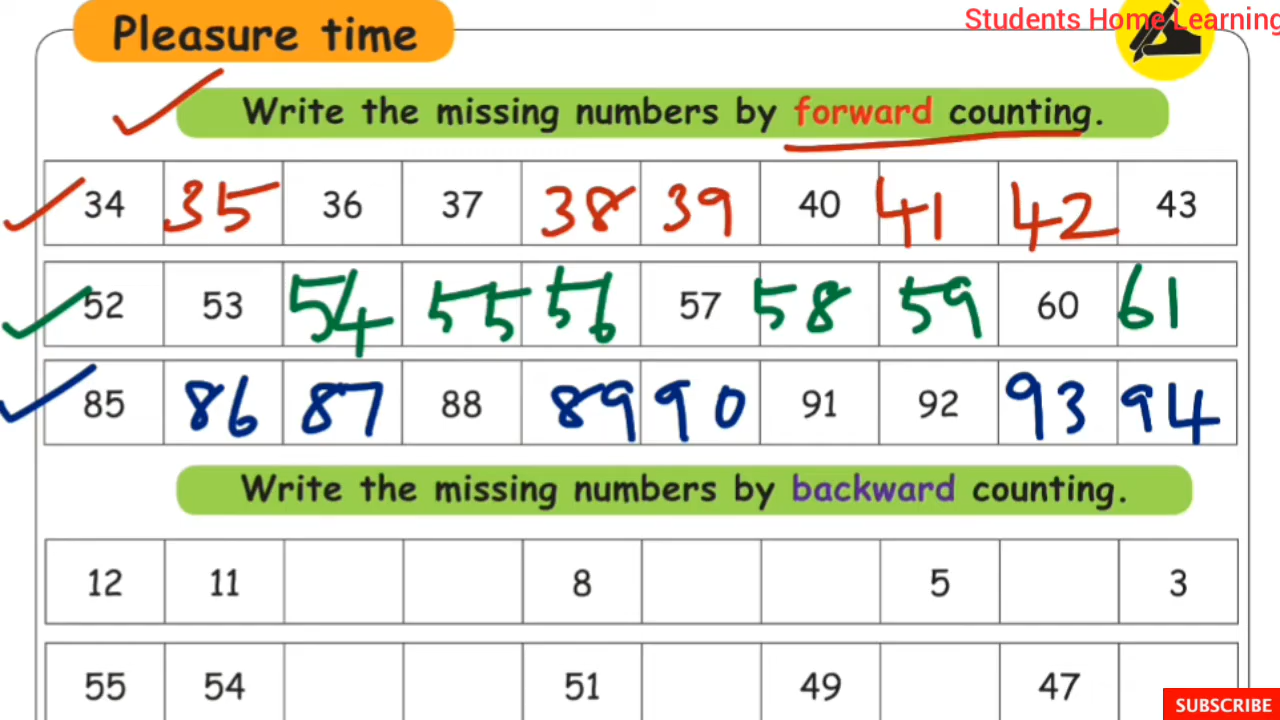 Students Home Learning
Pleasure time
Write the missing numbers by forward counting.
34 35 36 37 38 39 40 41 42 43
52 53 54 55 56 57 58 59 60 61
85 86 87 88 89 90 91 92 93 94
Write the missing numbers by backward counting.
12 11 8 5 3
55 54 51 49 47
SUBSCRIBE